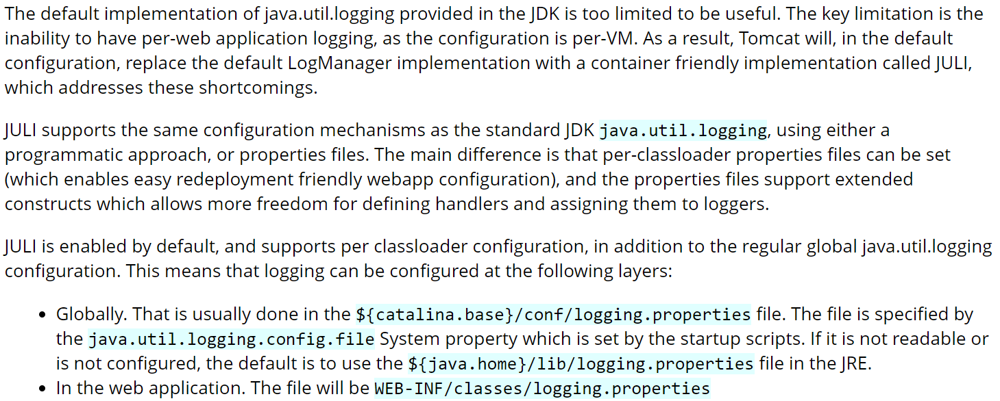 The default implementation of java.util.logging provided in the JDK is too limited to be useful. The key limitation is the
inability to have per-web application logging, as the configuration is per-VM. As a result, Tomcat will, in the default
configuration, replace the default LogManager implementation with a container friendly implementation called JULI,
which addresses these shortcomings.
JULI supports the same configuration mechanisms as the standard JDK java.util.logging, using either a
programmatic approach, or properties files. The main difference is that per-classloader properties files can be set
(which enables easy redeployment friendly webapp configuration), and the properties files support extended
constructs which allows more freedom for defining handlers and assigning them to loggers.
JULI is enabled by default, and supports per classloader configuration, in addition to the regular global java.util.logging
configuration. This means that logging can be configured at the following layers:
• Globally. That is usually done in the ${catalina.base}/conf/logging.properties file. The file is specified by
the java.util.logging.config.file System property which is set by the startup scripts. If it is not readable or
is not configured, the default is to use the ${java.home}/lib/logging.properties file in the JRE.
• In the web application. The file will be WEB-INF/classes/logging.properties